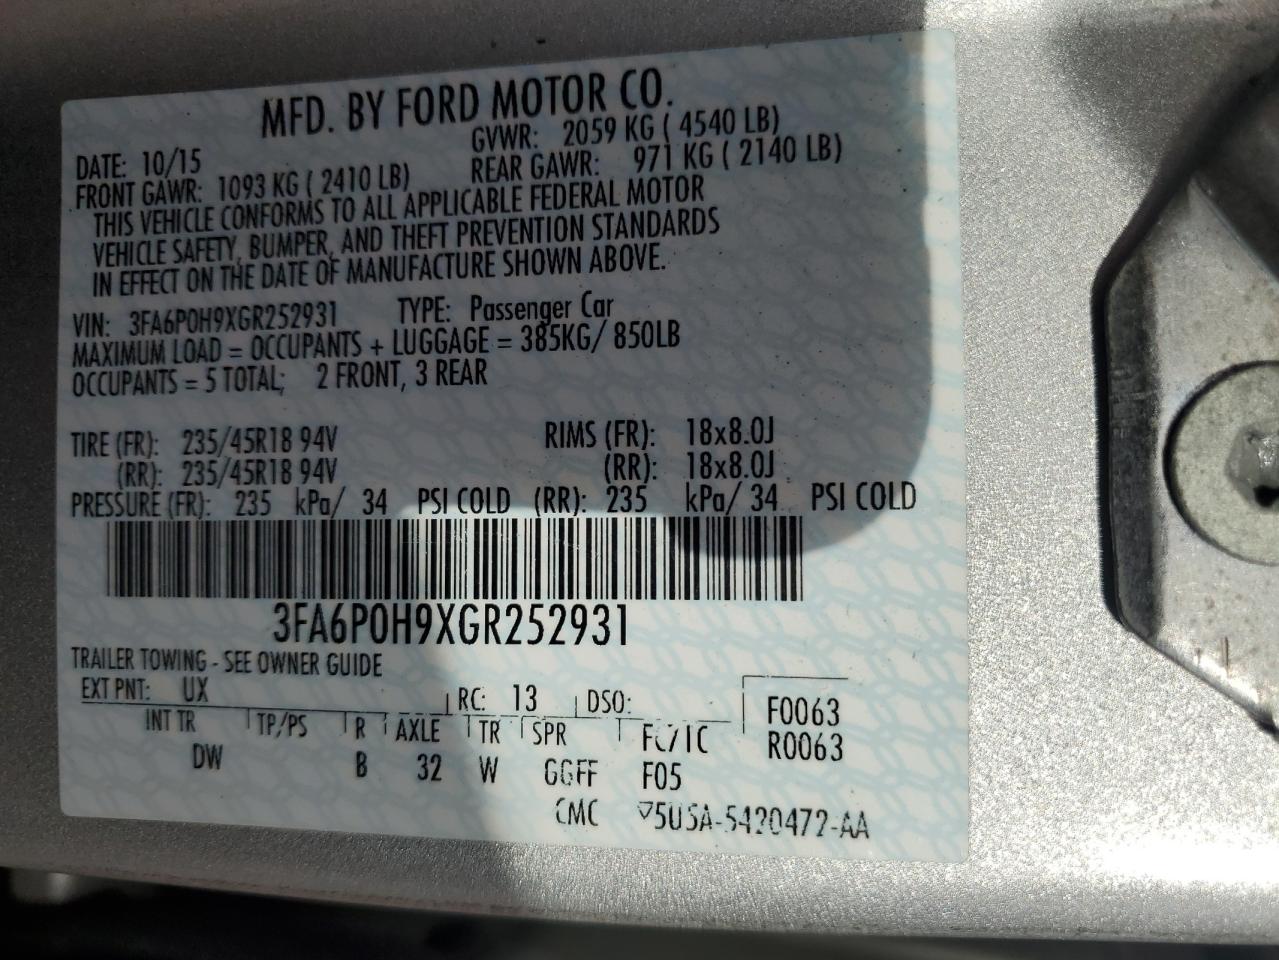 MFD. BY FORD MOTOR CO.
DATE: 10/15 GVWR: 2059 KG ( 4540 LB)
FRONT GAWR: 1093 KG ( 2410 LB) REAR GAWR: 971 KG ( 2140 LB)
THIS VEHICLE CONFORMS TO ALL APPLICABLE FEDERAL MOTOR
VEHICLE SAFETY, BUMPER, AND THEFT PREVENTION STANDARDS
IN EFFECT ON THE DATE OF MANUFACTURE SHOWN ABOVE.
VIN: 3FA6P0H9XGR252931 TYPE: Passenger Car
MAXIMUM LOAD = OCCUPANTS + LUGGAGE = 385KG/ 850LB
OCCUPANTS = 5 TOTAL; 2 FRONT, 3 REAR
TIRE (FR): 235/45R18 94V RIMS (FR): 18x8.0J
(RR): 235/45R18 94V (RR): 18x8.0J
PRESSURE (FR): 235 kPa/ 34 PSI COLD (RR): 235 kPa/ 34 PSI COLD
3FA6P0H9XGR252931
TRAILER TOWING - SEE OWNER GUIDE
EXT PNT: UX RC: 13 DSO: F0063
INT TR TP/PS R AXLE TR SPR R0063
DW B 32 W GGFF F05
CMC 5U5A-5420472-AA